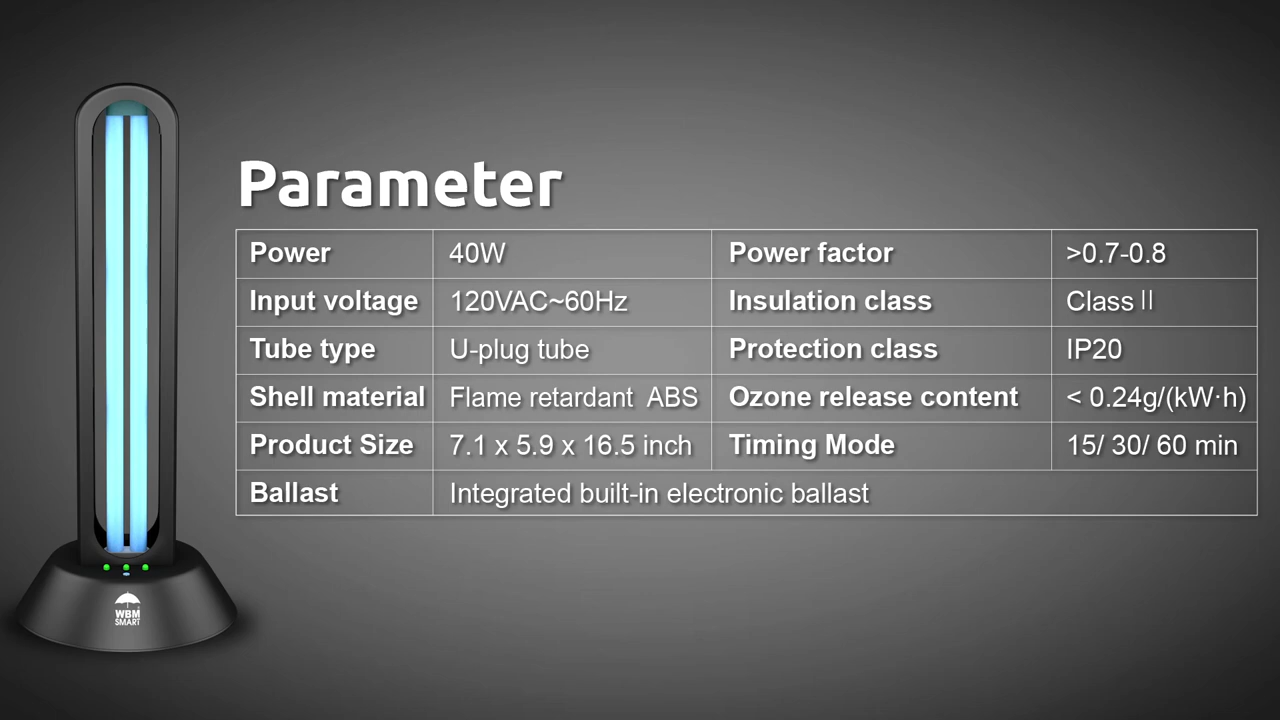 Parameter
Power 40W Power factor >0.7-0.8
Input voltage 120VAC~60Hz Insulation class Class II
Tube type U-plug tube Protection class IP20
Shell material Flame retardant ABS Ozone release content < 0.24g/(kW·h)
Product Size 7.1 x 5.9 x 16.5 inch Timing Mode 15/ 30/ 60 min
Ballast Integrated built-in electronic ballast
WBM
SMART